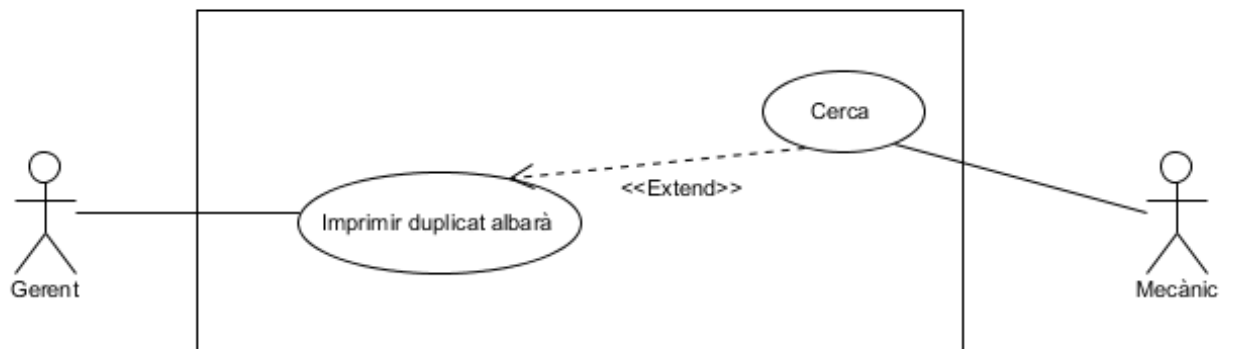 Cerca
<<Extend>>
Imprimir duplicat albarà
Gerent
Mecànic